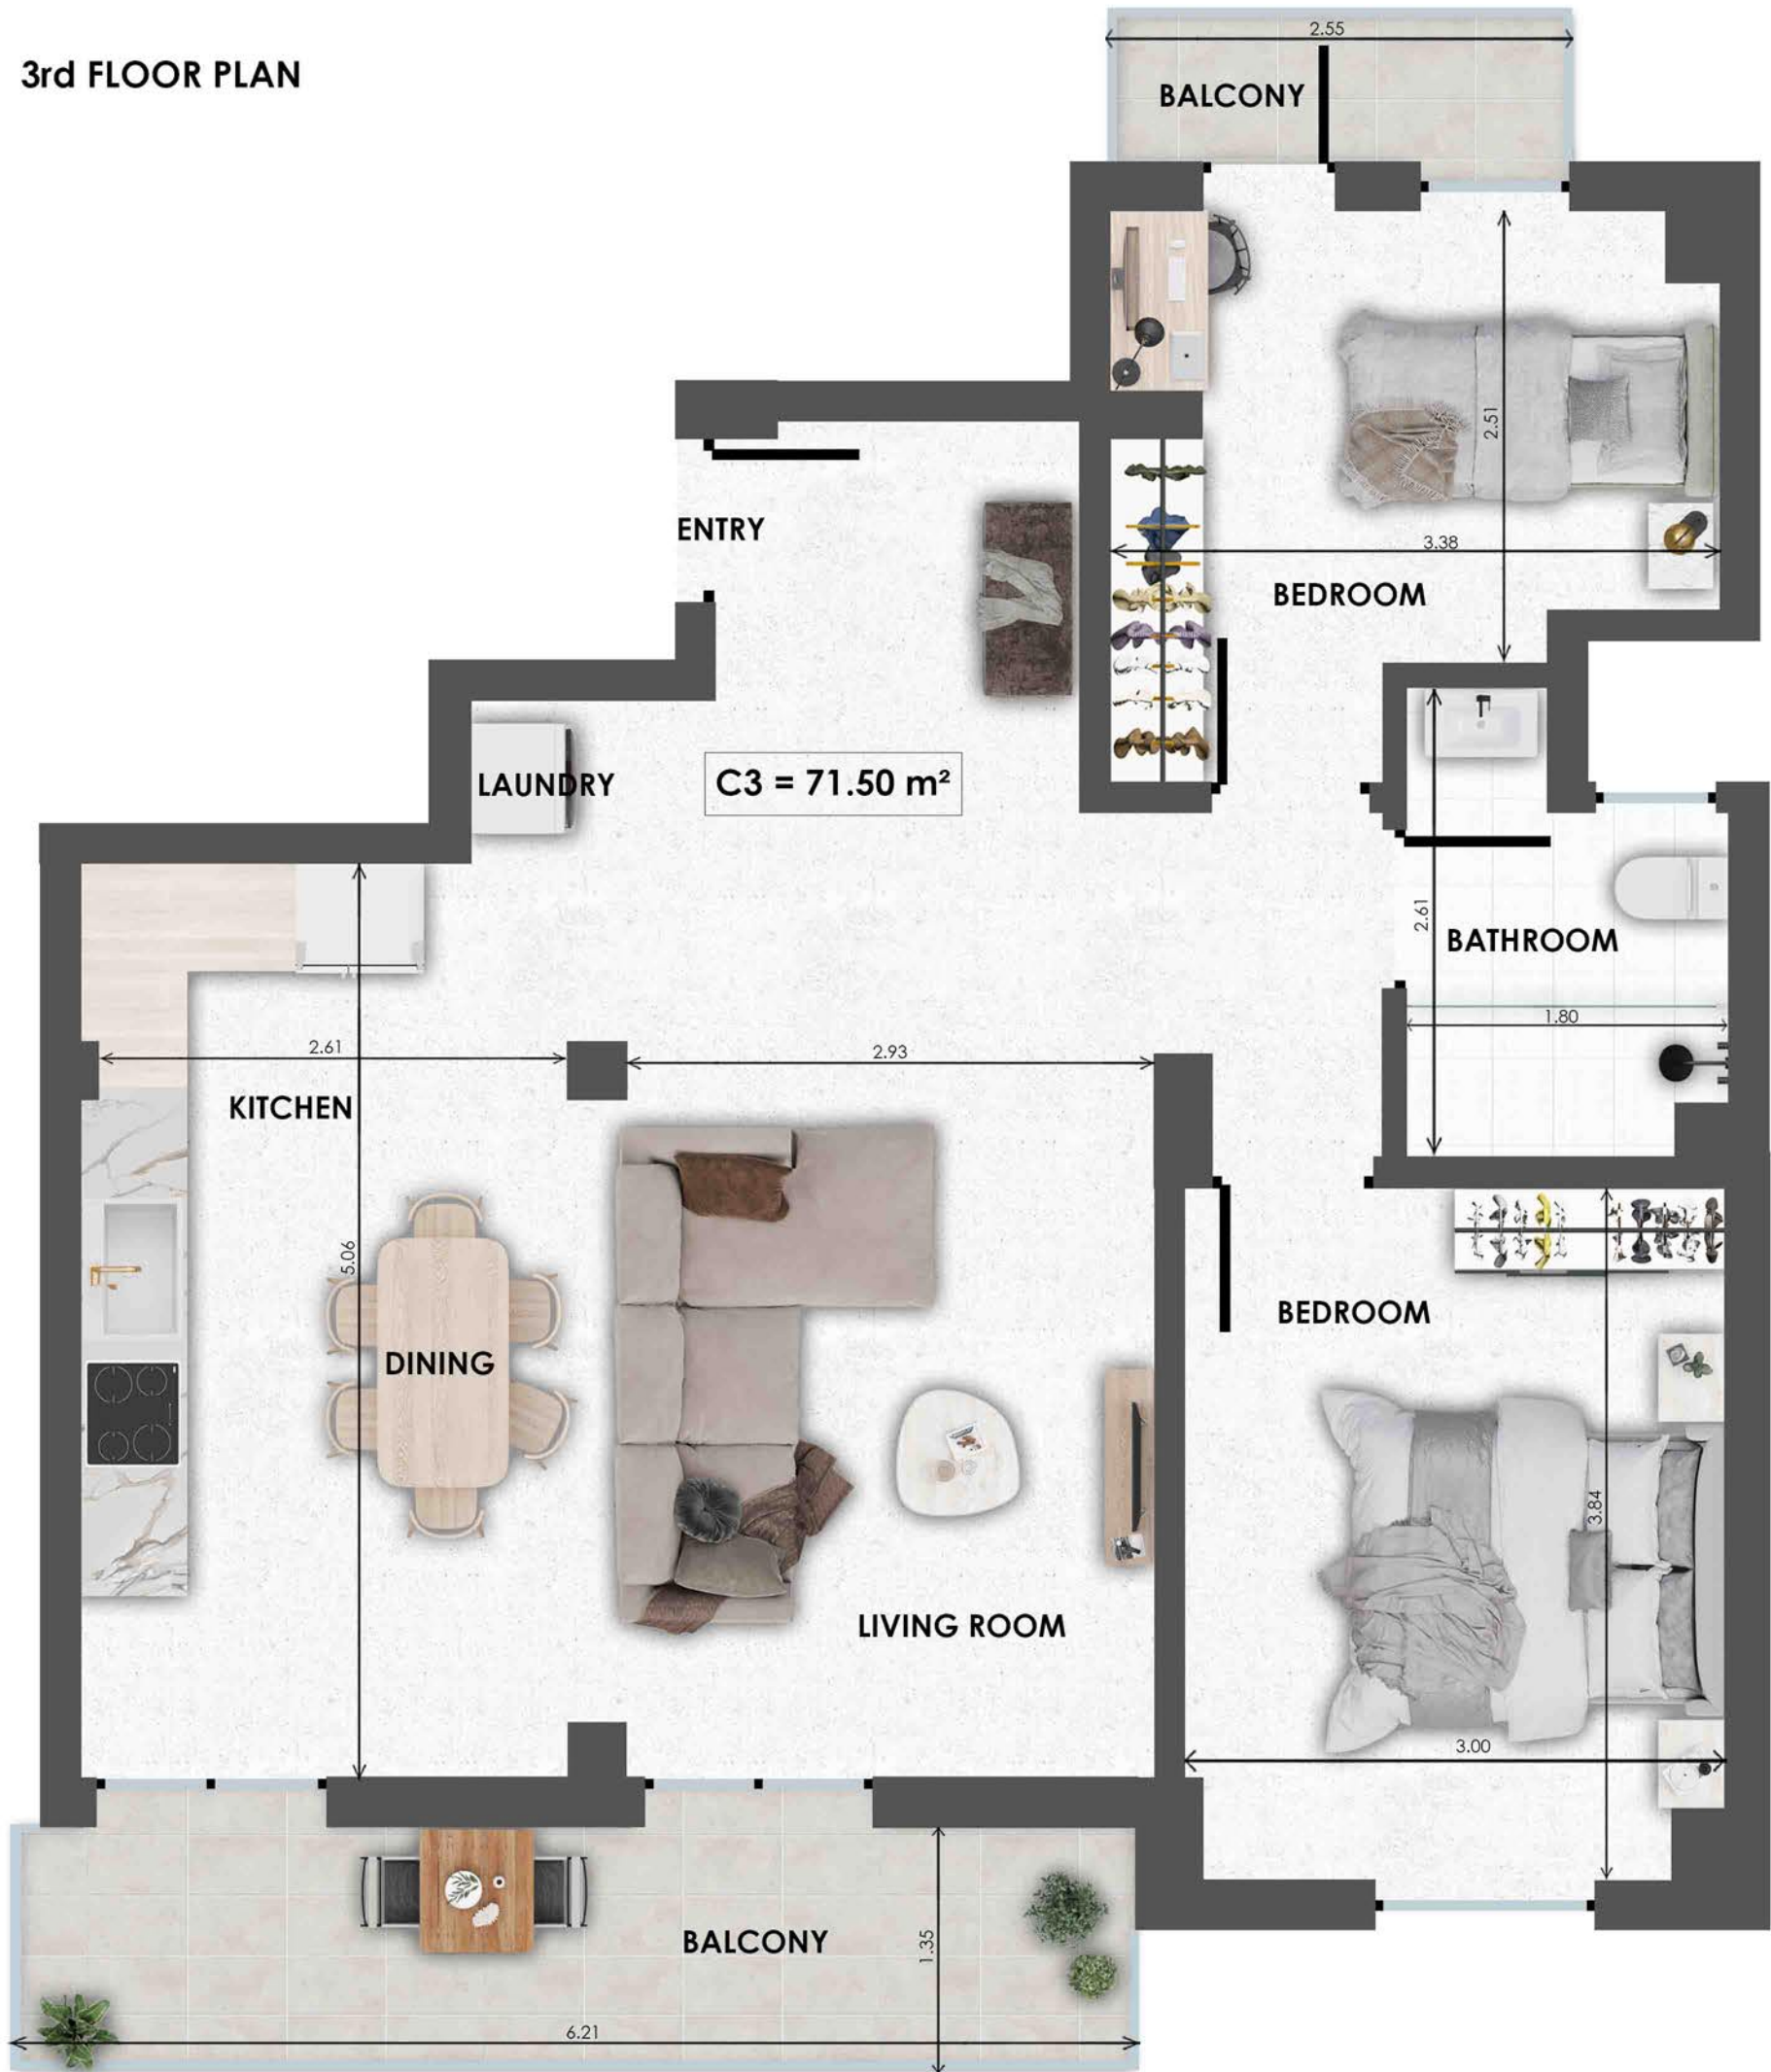 3rd FLOOR PLAN
2.55
BALCONY
2.51
ENTRY
3.38
BEDROOM
LAUNDRY
C3 = 71.50 m²
2.61
BATHROOM
1.80
2.61
2.93
KITCHEN
5.06
DINING
BEDROOM
3.84
LIVING ROOM
3.00
BALCONY
1.35
6.21